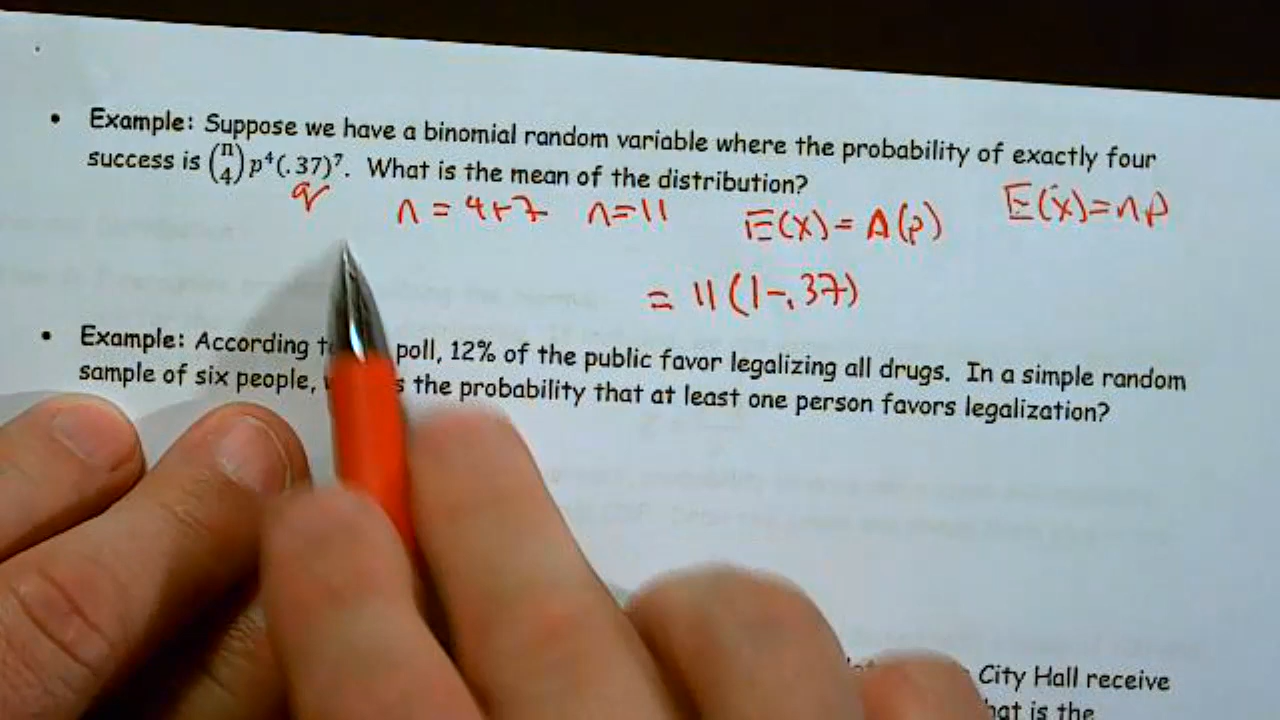 • Example: Suppose we have a binomial random variable where the probability of exactly four
success is (n 4) p⁴(.37)⁷. What is the mean of the distribution?
q n = 4+7 n=11 E(x)= n(p) E(x)=np
= 11(1-.37)
• Example: According poll, 12% of the public favor legalizing all drugs. In a simple random
sample of six people, the probability that at least one person favors legalization?
City Hall receive
is the